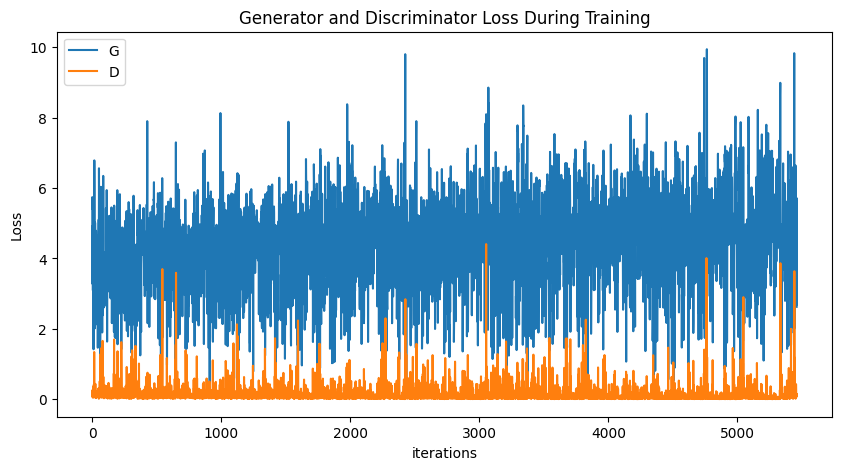 Generator and Discriminator Loss During Training
G
D
10
8
6
4
2
0
Loss
0 1000 2000 3000 4000 5000
iterations